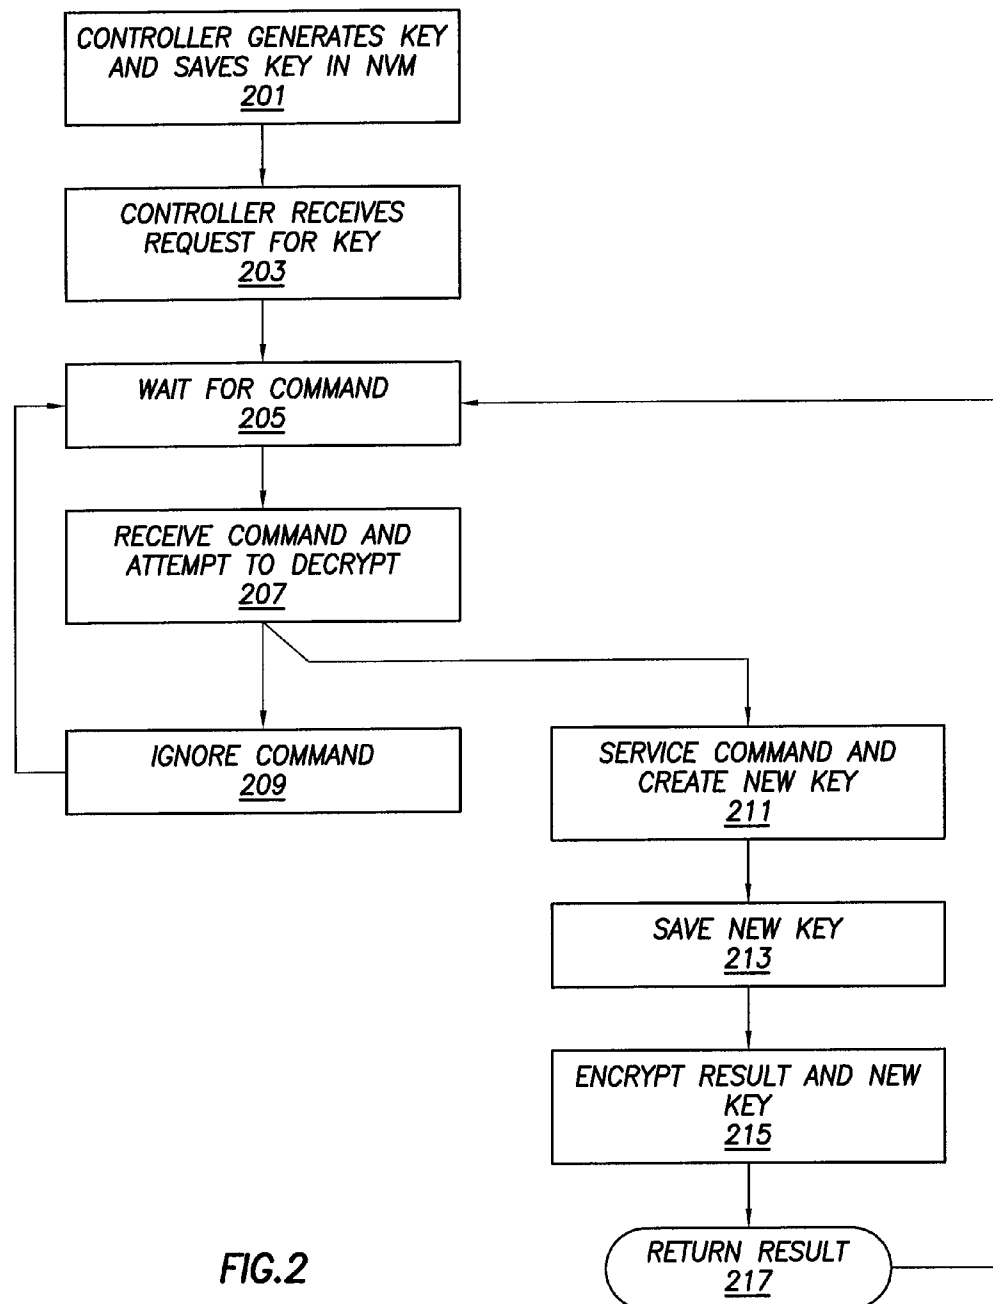 CONTROLLER GENERATES KEY
AND SAVES KEY IN NVM
201
CONTROLLER RECEIVES
REQUEST FOR KEY
203
WAIT FOR COMMAND
205
RECEIVE COMMAND AND
ATTEMPT TO DECRYPT
207
IGNORE COMMAND
209
SERVICE COMMAND AND
CREATE NEW KEY
211
SAVE NEW KEY
213
ENCRYPT RESULT AND NEW
KEY
215
RETURN RESULT
217
FIG.2